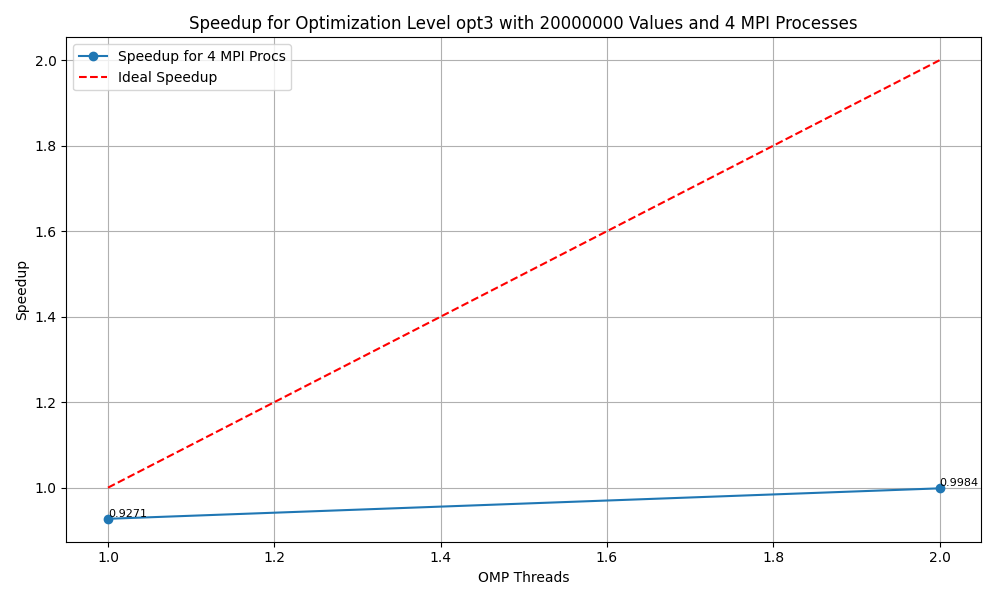 Speedup for Optimization Level opt3 with 20000000 Values and 4 MPI Processes
Speedup for 4 MPI Procs
Ideal Speedup
Speedup
2.0
1.8
1.6
1.4
1.2
1.0
0.9271
0.9984
1.0
1.2
1.4
1.6
1.8
2.0
OMP Threads